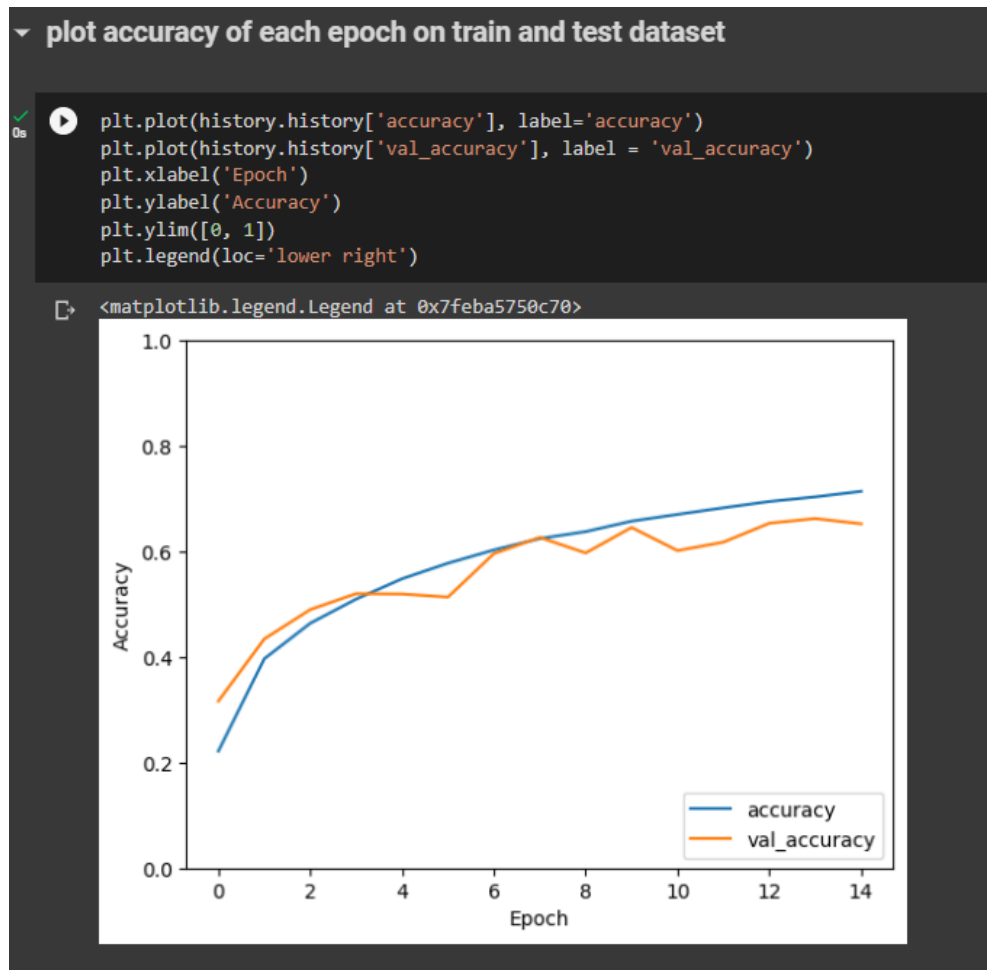 plot accuracy of each epoch on train and test dataset
0s
plt.plot(history.history['accuracy'], label='accuracy')
plt.plot(history.history['val_accuracy'], label = 'val_accuracy')
plt.xlabel('Epoch')
plt.ylabel('Accuracy')
plt.ylim([0, 1])
plt.legend(loc='lower right')
<matplotlib.legend.Legend at 0x7feba5750c70>
1.0
0.8
0.6
0.4
0.2
0.0
Accuracy
accuracy
val_accuracy
0 2 4 6 8 10 12 14
Epoch